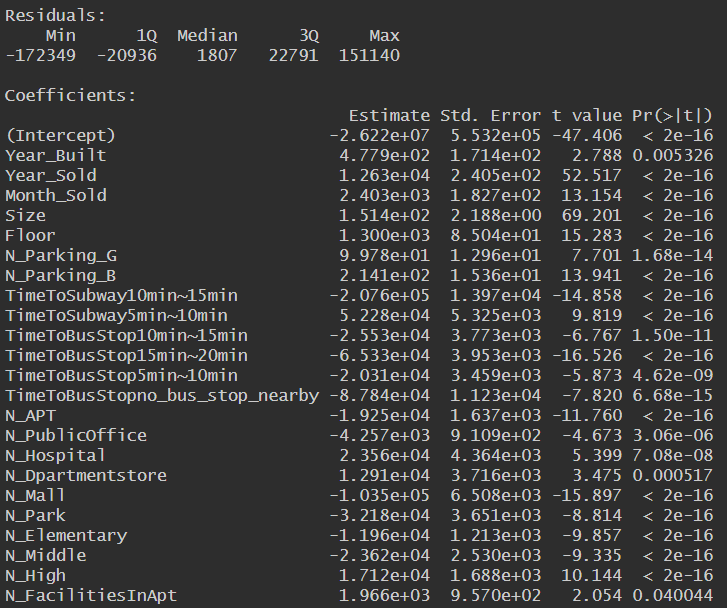 Residuals:
Min 1Q Median 3Q Max
-172349 -20936 1807 22791 151140
Coefficients:
Estimate Std. Error t value Pr(>|t|)
(Intercept) -2.622e+07 5.532e+05 -47.406 < 2e-16
Year_Built 4.779e+02 1.714e+02 2.788 0.005326
Year_Sold 1.263e+04 2.405e+02 52.517 < 2e-16
Month_Sold 2.403e+03 1.827e+02 13.154 < 2e-16
Size 1.514e+02 2.188e+00 69.201 < 2e-16
Floor 1.300e+03 8.504e+01 15.283 < 2e-16
N_Parking_G 9.978e+01 1.296e+01 7.701 1.68e-14
N_Parking_B 2.141e+02 1.536e+01 13.941 < 2e-16
TimeToSubway10min~15min -2.076e+05 1.397e+04 -14.858 < 2e-16
TimeToSubway5min~10min 5.228e+04 5.325e+03 9.819 < 2e-16
TimeToBusStop10min~15min -2.553e+04 3.773e+03 -6.767 1.50e-11
TimeToBusStop15min~20min -6.533e+04 3.953e+03 -16.526 < 2e-16
TimeToBusStop5min~10min -2.031e+04 3.459e+03 -5.873 4.62e-09
TimeToBusStopno_bus_stop_nearby -8.784e+04 1.123e+04 -7.820 6.68e-15
N_APT -1.925e+04 1.637e+03 -11.760 < 2e-16
N_PublicOffice -4.257e+03 9.109e+02 -4.673 3.06e-06
N_Hospital 2.356e+04 4.364e+03 5.399 7.08e-08
N_Dpartmentstore 1.291e+04 3.716e+03 3.475 0.000517
N_Mall -1.035e+05 6.508e+03 -15.897 < 2e-16
N_Park -3.218e+04 3.651e+03 -8.814 < 2e-16
N_Elementary -1.196e+04 1.213e+03 -9.857 < 2e-16
N_Middle -2.362e+04 2.530e+03 -9.335 < 2e-16
N_High 1.712e+04 1.688e+03 10.144 < 2e-16
N_FacilitiesInApt 1.966e+03 9.570e+02 2.054 0.040044